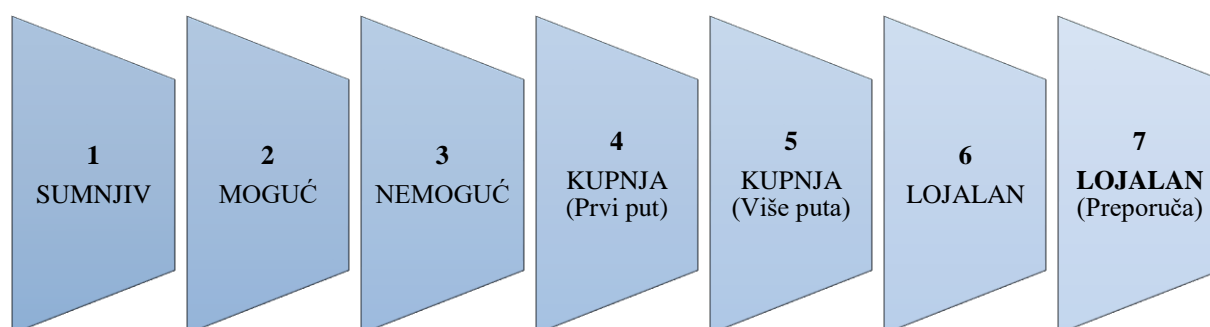 1
SUMNJIV
2
MOGUĆ
3
NEMOGUĆ
4
KUPNJA
(Prvi put)
5
KUPNJA
(Više puta)
6
LOJALAN
7
LOJALAN
(Preporuča)